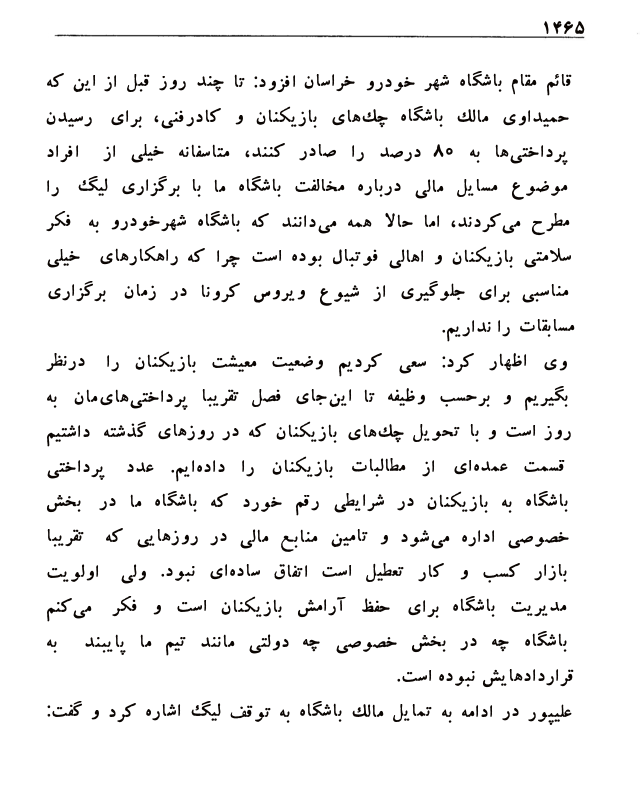 ۱۴۶۵
قائم مقام باشگاه شهر خودرو خراسان افزود: تا چند روز قبل از این که
حمیداوی مالك باشگاه چك‌های بازیکنان و کادرفنی، برای رسیدن
پرداختی‌ها به ۸۰ درصد را صادر کنند، متاسفانه خیلی از افراد
موضوع مسایل مالی درباره مخالفت باشگاه ما با برگزاری لیگ را
مطرح می‌کردند، اما حالا همه می‌دانند که باشگاه شهرخودرو به فکر
سلامتی بازیکنان و اهالی فوتبال بوده است چرا که راهکارهای خیلی
مناسبی برای جلوگیری از شیوع ویروس کرونا در زمان برگزاری
مسابقات را نداریم.
وی اظهار کرد: سعی کردیم وضعیت معیشت بازیکنان را درنظر
بگیریم و برحسب وظیفه تا این‌جای فصل تقریبا پرداختی‌های‌مان به
روز است و با تحویل چك‌های بازیکنان که در روزهای گذشته داشتیم
قسمت عمده‌ای از مطالبات بازیکنان را داده‌ایم. عدد پرداختی
باشگاه به بازیکنان در شرایطی رقم خورد که باشگاه ما در بخش
خصوصی اداره می‌شود و تامین منابع مالی در روزهایی که تقریبا
بازار کسب و کار تعطیل است اتفاق ساده‌ای نبود. ولی اولویت
مدیریت باشگاه برای حفظ آرامش بازیکنان است و فکر می‌کنم
باشگاه چه در بخش خصوصی چه دولتی مانند تیم ما پایبند به
قراردادهایش نبوده است.
علیپور در ادامه به تمایل مالك باشگاه به توقف لیگ اشاره کرد و گفت: